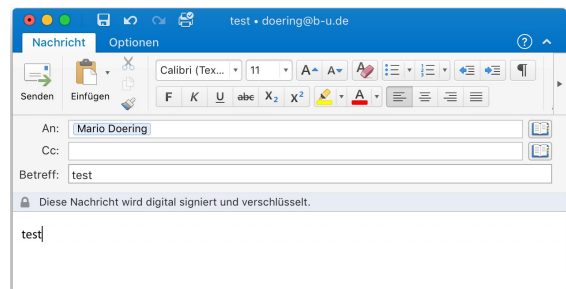 test • doering@b-u.de
Nachricht Optionen
Calibri (Tex... 11 A A
Senden Einfügen F K U abc X2 X² A
An: Mario Doering
Cc:
Betreff: test
Diese Nachricht wird digital signiert und verschlüsselt.
test